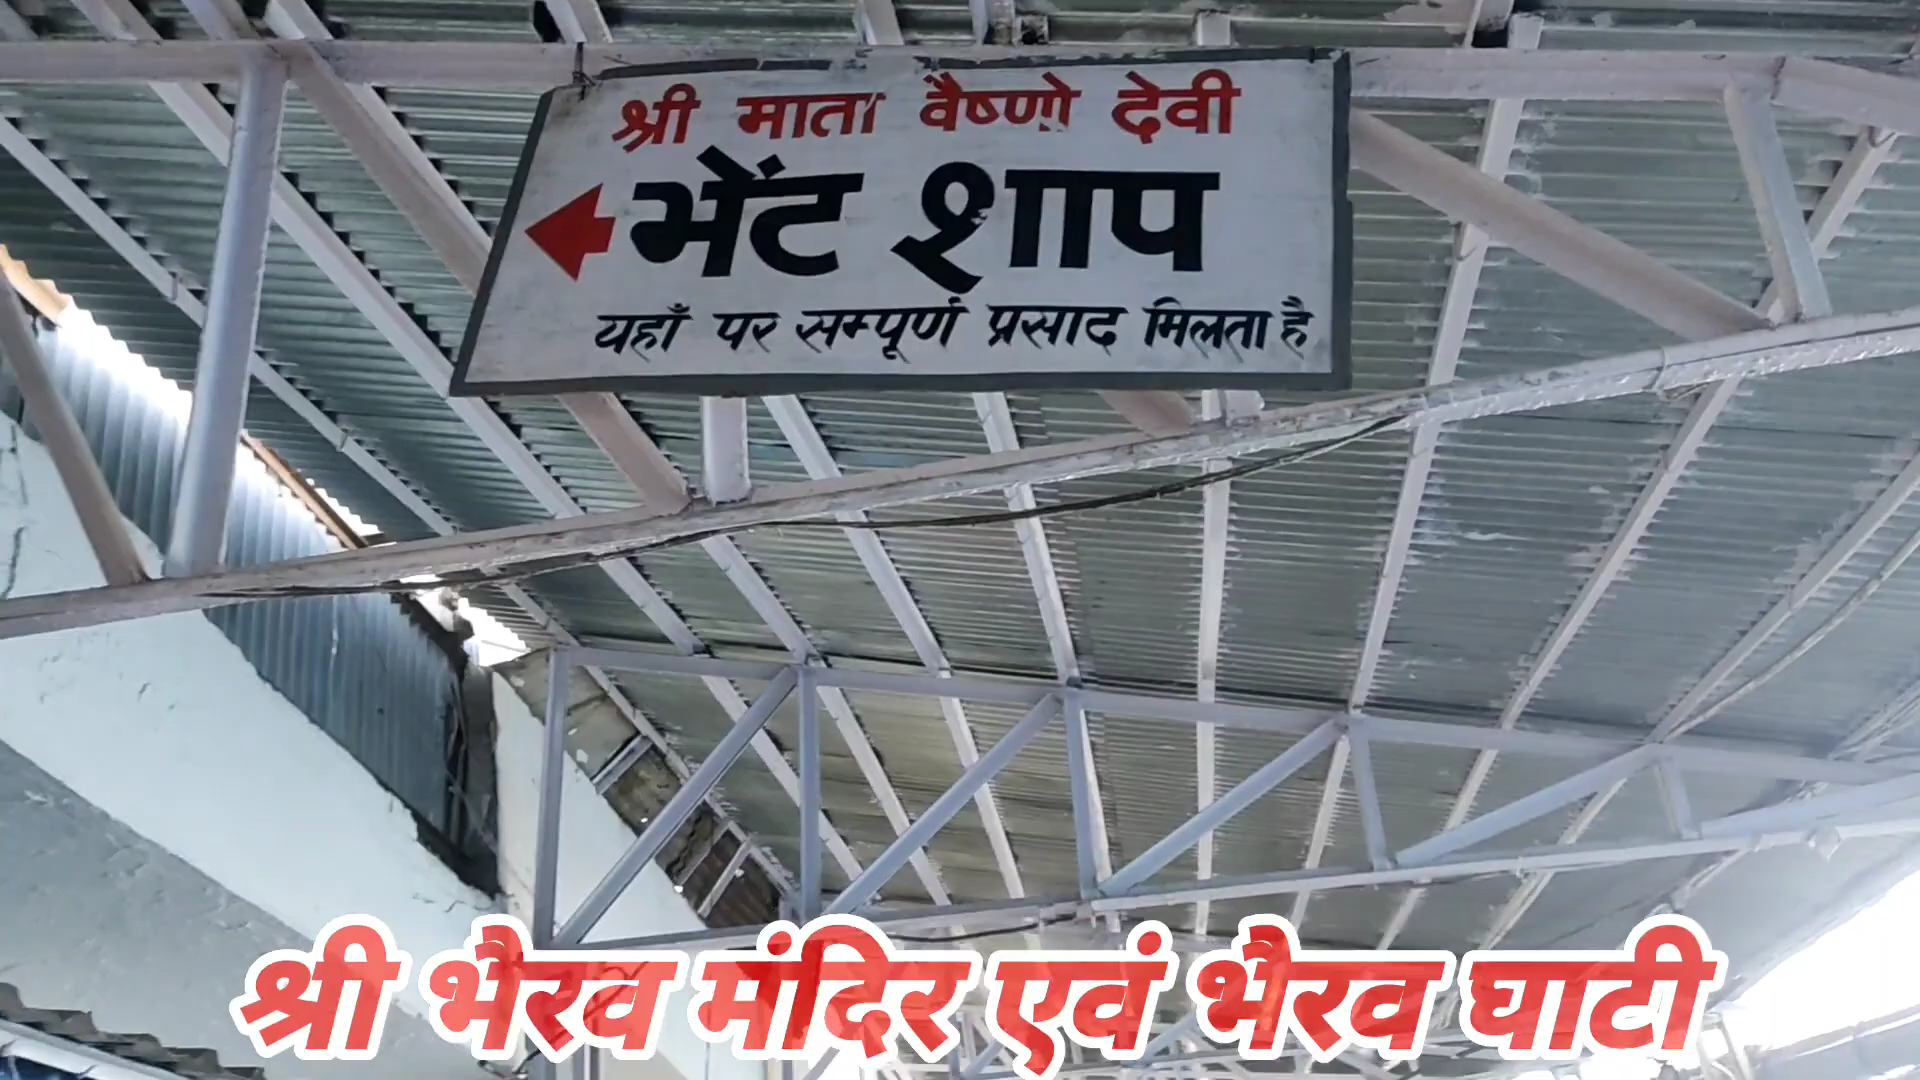 श्री माता वैष्णो देवी
भेंट शाप
यहाँ पर सम्पूर्ण प्रसाद मिलता है
श्री भैरव मंदिर एवं भैरव घाटी